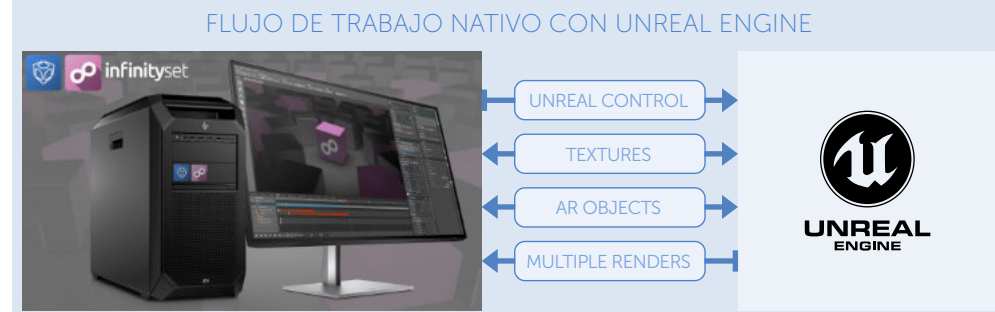 FLUJO DE TRABAJO NATIVO CON UNREAL ENGINE
infinityset
UNREAL CONTROL
TEXTURES
AR OBJECTS
MULTIPLE RENDERS
UNREAL
ENGINE